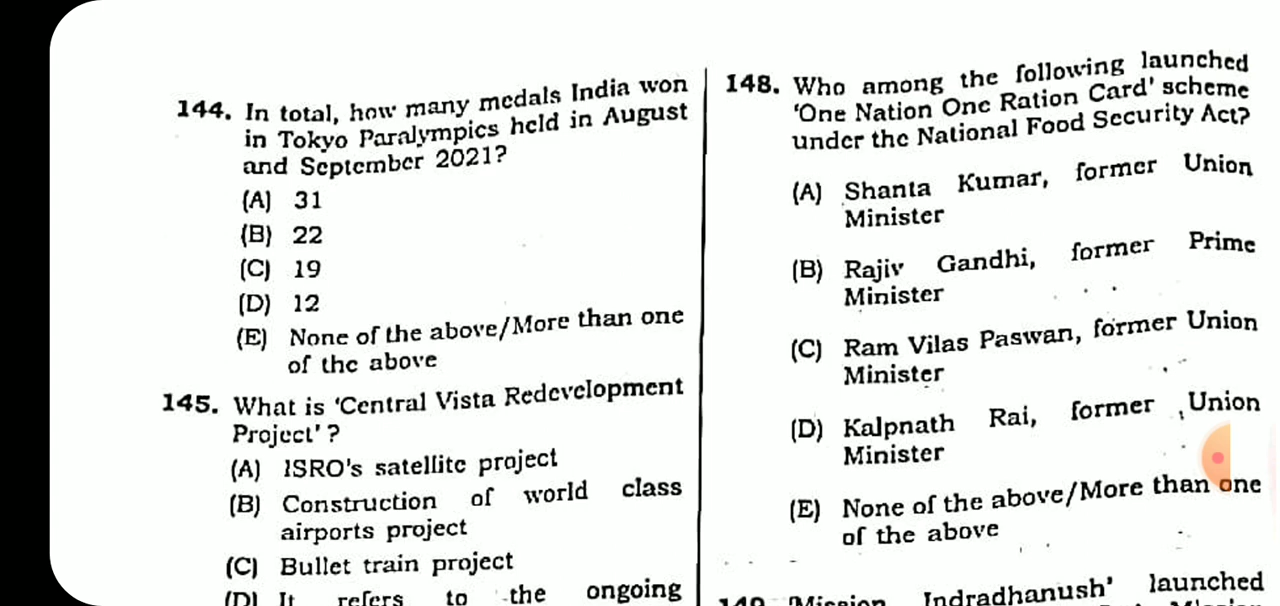 144. In total, how many medals India won
in Tokyo Paralympics held in August
and September 2021?
(A) 31
(B) 22
(C) 19
(D) 12
(E) None of the above/More than one
of the above
145. What is 'Central Vista Redevelopment
Project' ?
(A) ISRO's satellite project
(B) Construction of world class
airports project
(C) Bullet train project
(D) It refers to the ongoing
148. Who among the following launched
'One Nation One Ration Card' scheme
under the National Food Security Act?
(A) Shanta Kumar, former Union
Minister
(B) Rajiv Gandhi, former Prime
Minister
(C) Ram Vilas Paswan, former Union
Minister
(D) Kalpnath Rai, former Union
Minister
(E) None of the above/More than one
of the above
149. 'Mission Indradhanush' launched